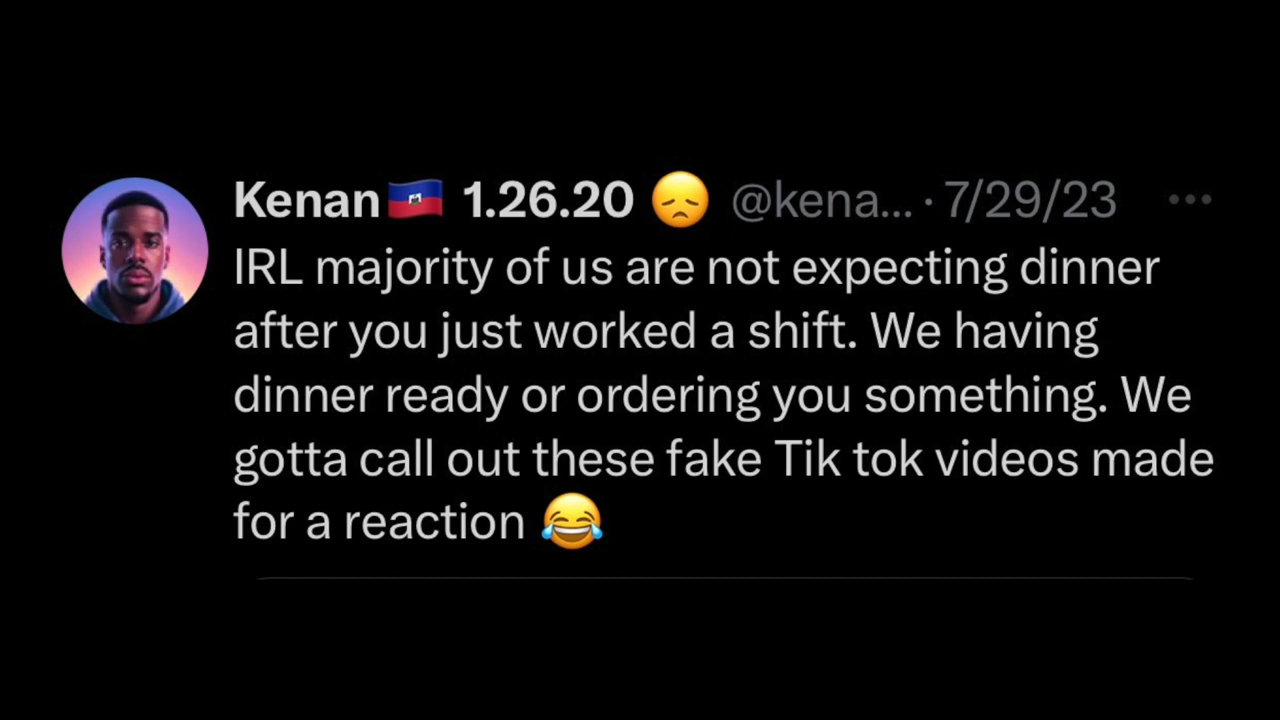 Kenan🇭🇹 1.26.20 😞 @kena... · 7/29/23
IRL majority of us are not expecting dinner
after you just worked a shift. We having
dinner ready or ordering you something. We
gotta call out these fake Tik tok videos made
for a reaction 😂